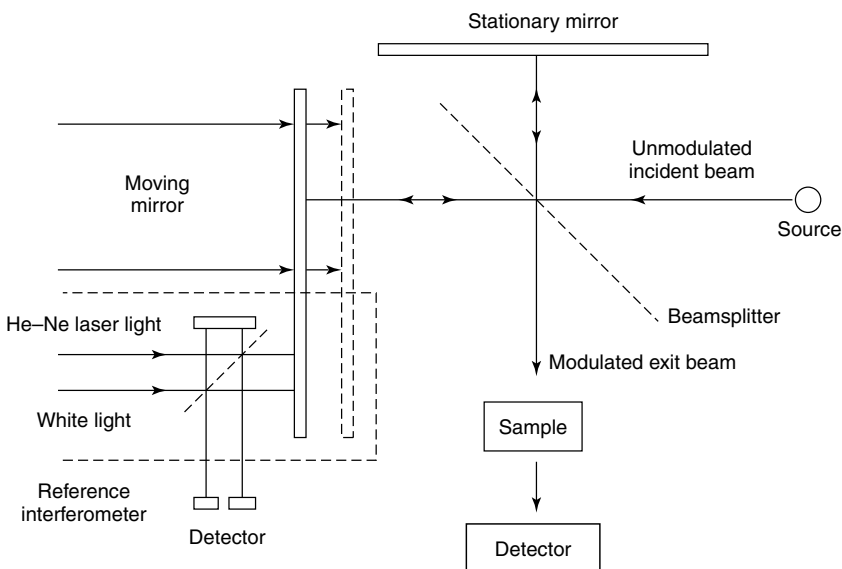 Stationary mirror
Unmodulated
incident beam
Moving
mirror
Source
He–Ne laser light
Beamsplitter
Modulated exit beam
White light
Sample
Reference
interferometer
Detector
Detector